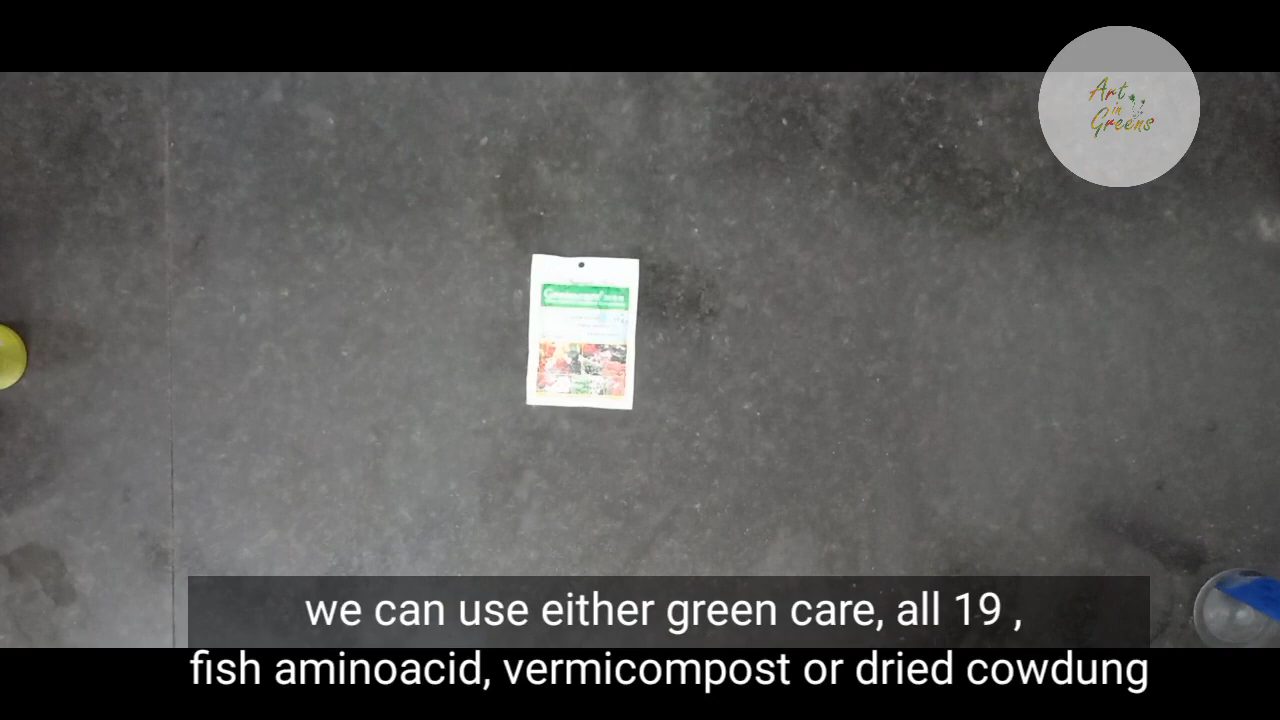 Art
in
Greens
we can use either green care, all 19 ,
fish aminoacid, vermicompost or dried cowdung